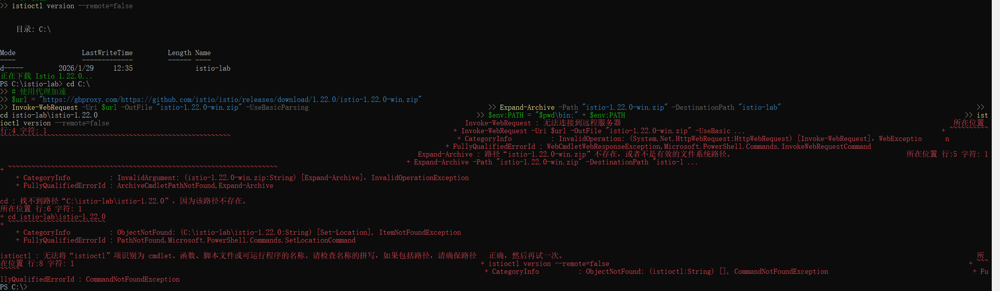 >> istioctl version --remote=false
目录: C:\
Mode                 LastWriteTime         Length Name
----                 -------------         ------ ----
d-----         2026/1/29     12:35                istio-lab
正在下载 Istio 1.22.0...
PS C:\istio-lab> cd C:\
>> # 使用代理加速
>> $url = "https://ghproxy.com/https://github.com/istio/istio/releases/download/1.22.0/istio-1.22.0-win.zip"
>> Invoke-WebRequest -Uri $url -OutFile "istio-1.22.0-win.zip" -UseBasicParsing >> Expand-Archive -Path "istio-1.22.0-win.zip" -DestinationPath "istio-lab" >>
cd istio-lab\istio-1.22.0 >> $env:PATH = "$pwd\bin;" + $env:PATH >> ist
ioctl version --remote=false Invoke-WebRequest : 无法连接到远程服务器 所在位置
行:4 字符: 1 + Invoke-WebRequest -Uri $url -OutFile "istio-1.22.0-win.zip" -UseBasic ... + ~~~~~~~~~~
~~~~~~~~~~~~~~~~~~~~~~~~~~~~~~~~~~~~~~~~~~~~~~~~~~~~~~~~~~~ + CategoryInfo          : InvalidOperation: (System.Net.HttpWebRequest:HttpWebRequest) [Invoke-WebRequest]，WebExceptio n
+ FullyQualifiedErrorId : WebCmdletWebResponseException,Microsoft.PowerShell.Commands.InvokeWebRequestCommand
Expand-Archive : 路径“istio-1.22.0-win.zip”不存在，或者不是有效的文件系统路径。 所在位置 行:5 字符: 1
+ Expand-Archive -Path "istio-1.22.0-win.zip" -DestinationPath "istio-l ...
+ ~~~~~~~~~~~~~~~~~~~~~~~~~~~~~~~~~~~~~~~~~~~~~~~~~~~~~~~~~~~~~~~~~~~~~
+ CategoryInfo          : InvalidArgument: (istio-1.22.0-win.zip:String) [Expand-Archive]，InvalidOperationException
+ FullyQualifiedErrorId : ArchiveCmdletPathNotFound,Expand-Archive
cd : 找不到路径“C:\istio-lab\istio-1.22.0”，因为该路径不存在。
所在位置 行:6 字符: 1
+ cd istio-lab\istio-1.22.0
+ ~~~~~~~~~~~~~~~~~~~~~~~~~
+ CategoryInfo          : ObjectNotFound: (C:\istio-lab\istio-1.22.0:String) [Set-Location], ItemNotFoundException
+ FullyQualifiedErrorId : PathNotFound,Microsoft.PowerShell.Commands.SetLocationCommand
istioctl : 无法将“istioctl”项识别为 cmdlet、函数、脚本文件或可运行程序的名称。请检查名称的拼写，如果包括路径，请确保路径 正确，然后再试一次。 所
在位置 行:8 字符: 1 + istioctl version --remote=false + ~~~
~~~~~ + CategoryInfo          : ObjectNotFound: (istioctl:String) [], CommandNotFoundException + Fu
llyQualifiedErrorId : CommandNotFoundException
PS C:\>